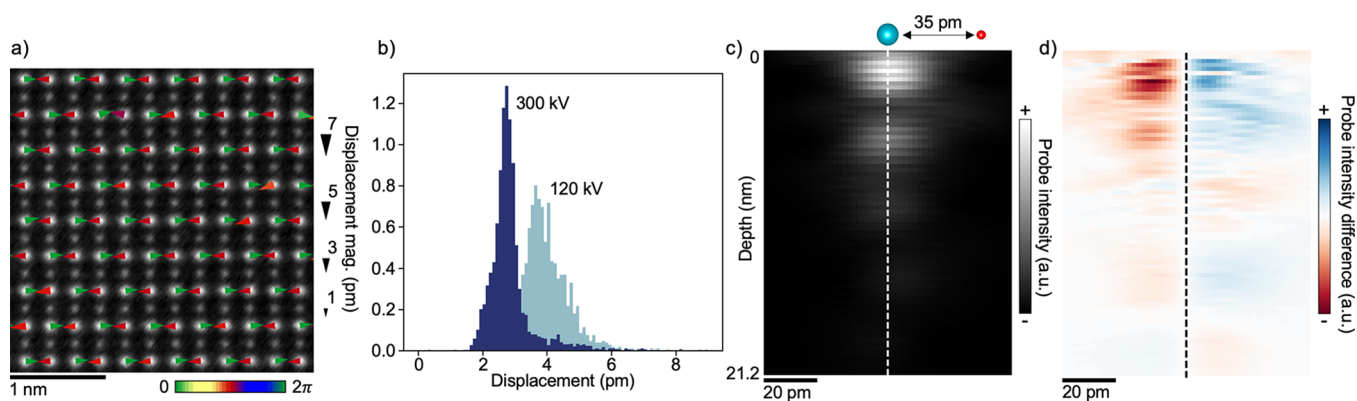 a)
7
5
3
1
Displacement mag. (pm)
1 nm
0
2π
b)
300 kV
120 kV
1.2
1.0
0.8
0.6
0.4
0.2
0.0
0
2
4
6
8
Displacement (pm)
c)
35 pm
0
Depth (nm)
21.2
20 pm
+
Probe intensity (a.u.)
-
d)
20 pm
+
Probe intensity difference (a.u.)
-